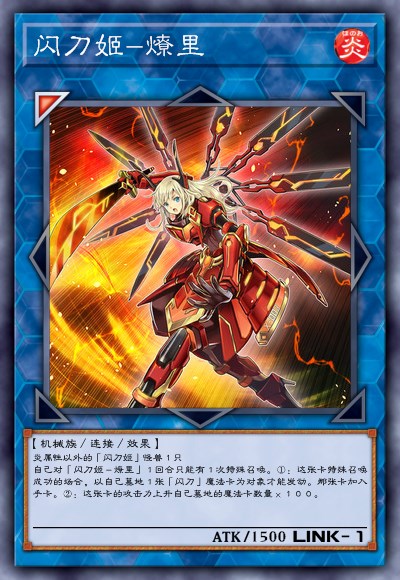 闪刀姬－燎里
ほのお
炎
【机械族／连接／效果】
炎属性以外的「闪刀姬」怪兽1只
自己对「闪刀姬－燎里」1回合只能有1次特殊召唤。①：这张卡特殊召唤
成功的场合，以自己墓地1张「闪刀」魔法卡为对象才能发动。那张卡加入
手卡。②：这张卡的攻击力上升自己墓地的魔法卡数量×100。
ATK/1500 LINK-1